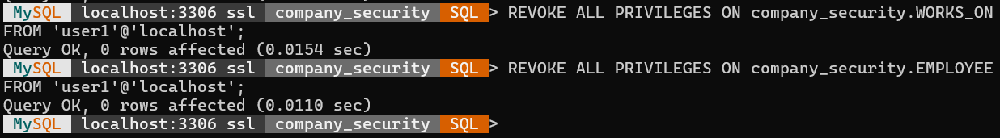 MySQL localhost:3306 ssl company_security SQL > REVOKE ALL PRIVILEGES ON company_security.WORKS_ON
FROM 'user1'@'localhost';
Query OK, 0 rows affected (0.0154 sec)
MySQL localhost:3306 ssl company_security SQL > REVOKE ALL PRIVILEGES ON company_security.EMPLOYEE
FROM 'user1'@'localhost';
Query OK, 0 rows affected (0.0110 sec)
MySQL localhost:3306 ssl company_security SQL >